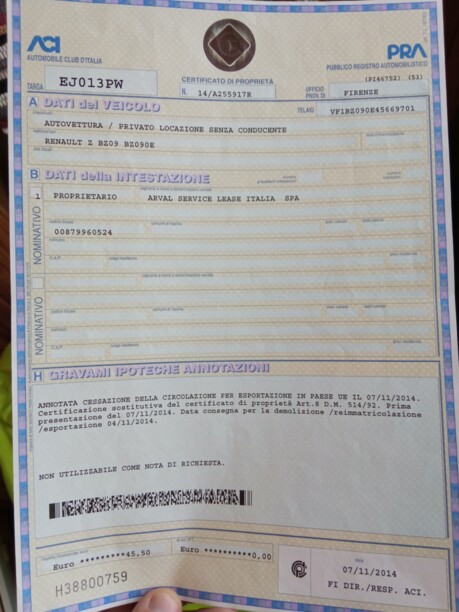 ACI
AUTOMOBILE CLUB D'ITALIA
PRA
PUBBLICO REGISTRO AUTOMOBILISTICO
TARGA EJ013PW
CERTIFICATO DI PROPRIETÀ
N. 14/A255917R
(PI46752) (51)
UFFICIO PROV. DI FIRENZE
A DATI del VEICOLO
TELAIO VF1BZ090E45669701
AUTOVETTURA / PRIVATO LOCAZIONE SENZA CONDUCENTE
RENAULT Z BZ09 BZ090E
B DATI della INTESTAZIONE
1 PROPRIETARIO ARVAL SERVICE LEASE ITALIA SPA
NOMINATIVO
00879960524
C.A.P.
NOMINATIVO
C.A.P.
H GRAVAMI IPOTECHE ANNOTAZIONI
ANNOTATA CESSAZIONE DELLA CIRCOLAZIONE PER ESPORTAZIONE IN PAESE UE IL 07/11/2014.
Certificazione sostitutiva del certificato di proprietà Art.8 D.M. 514/92. Prima
presentazione del 07/11/2014. Data consegna per la demolizione /reimmatricolazione
/esportazione 04/11/2014.
NON UTILIZZABILE COME NOTA DI RICHIESTA.
Euro *********45,50
Euro **********0,00
07/11/2014
FI DIR./RESP. ACI.
H38800759